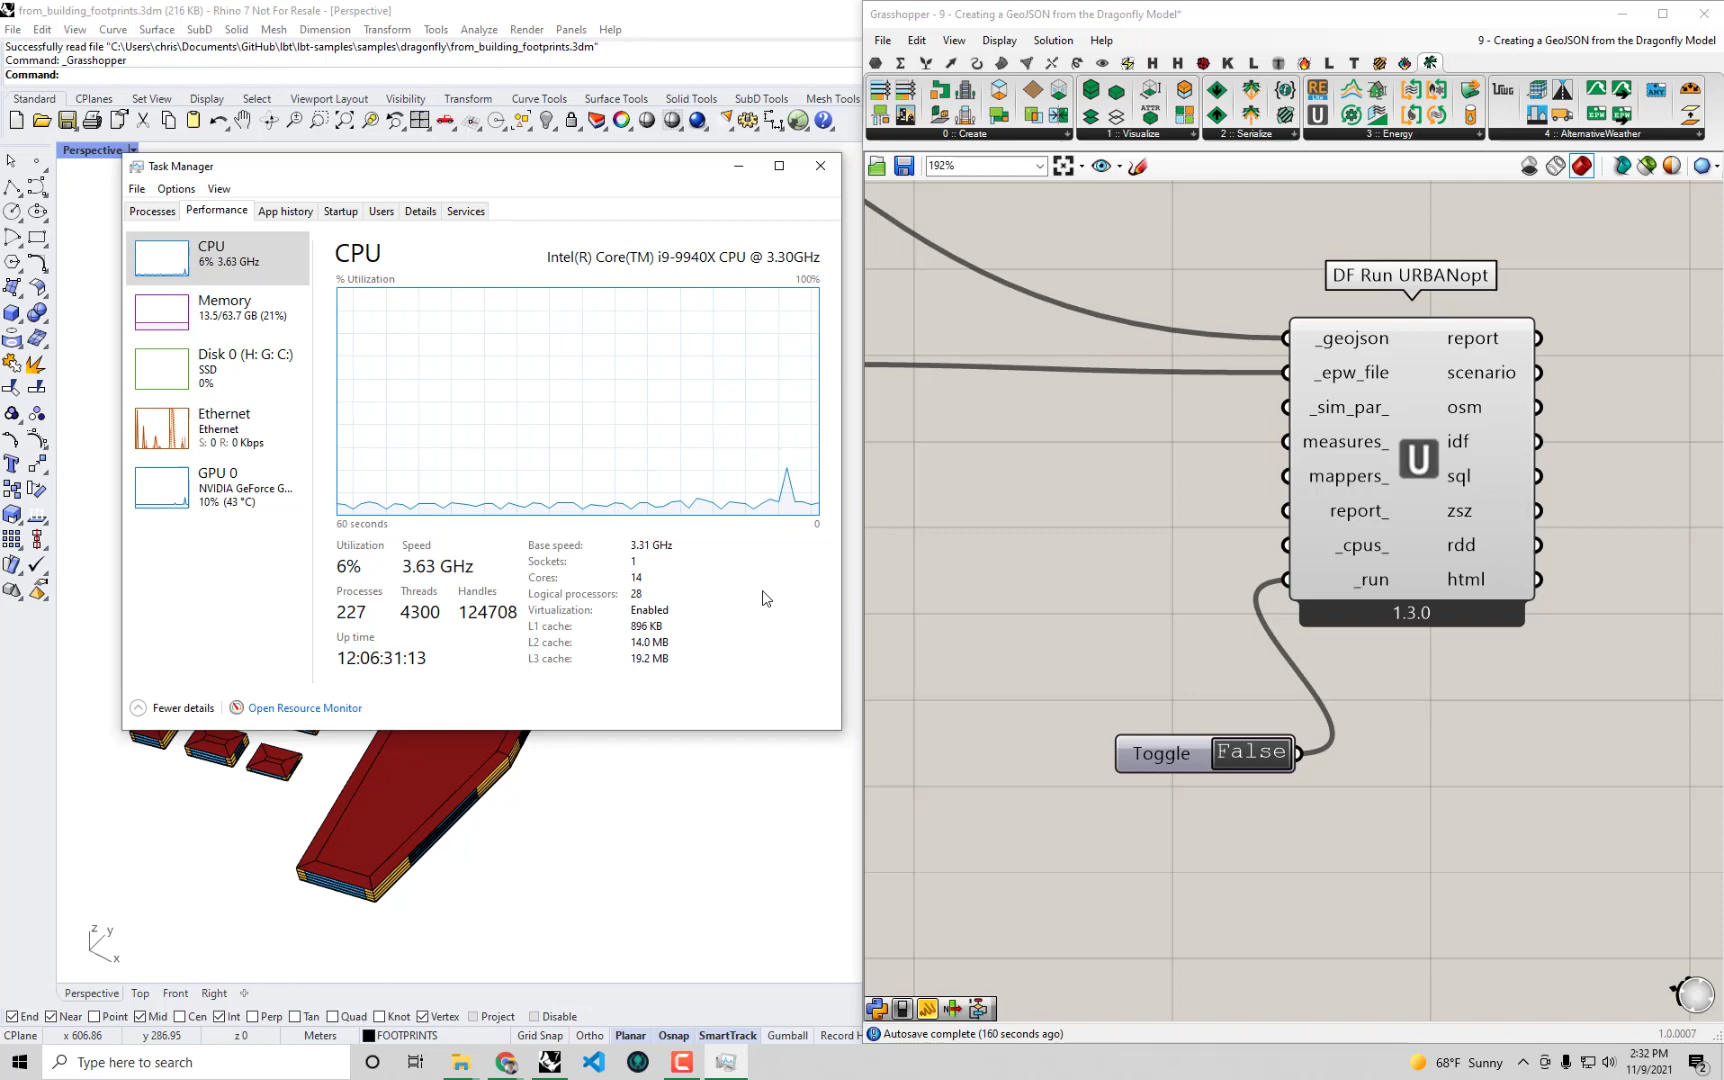 from_building_footprints.3dm (216 KB) - Rhino 7 Not For Resale - [Perspective]
File Edit View Curve Surface SubD Solid Mesh Dimension Transform Tools Analyze Render Panels Help
Successfully read file "C:\Users\chris\Documents\GitHub\lbt\lbt-samples\samples\dragonfly\from_building_footprints.3dm"
Command: _Grasshopper
Command:
Standard CPlanes Set View Display Select Viewport Layout Visibility Transform Curve Tools Surface Tools Solid Tools SubD Tools Mesh Tools
Perspective
Task Manager
File Options View
Processes Performance App history Startup Users Details Services
CPU
6% 3.63 GHz
Memory
13.5/63.7 GB (21%)
Disk 0 (H: G: C:)
SSD
0%
Ethernet
Ethernet
S: 0 R: 0 Kbps
GPU 0
NVIDIA GeForce G...
10% (43 °C)
CPU
Intel(R) Core(TM) i9-9940X CPU @ 3.30GHz
% Utilization 100%
60 seconds 0
Utilization Speed
6% 3.63 GHz
Processes Threads Handles
227 4300 124708
Up time
12:06:31:13
Base speed: 3.31 GHz
Sockets: 1
Cores: 14
Logical processors: 28
Virtualization: Enabled
L1 cache: 896 KB
L2 cache: 14.0 MB
L3 cache: 19.2 MB
Fewer details Open Resource Monitor
z y
x
Perspective Top Front Right
End Near Point Mid Cen Int Perp Tan Quad Knot Vertex Project Disable
CPlane x 606.86 y 286.95 z 0 Meters FOOTPRINTS Grid Snap Ortho Planar Osnap SmartTrack Gumball Record H
Grasshopper - 9 - Creating a GeoJSON from the Dragonfly Model*
File Edit View Display Solution Help
9 - Creating a GeoJSON from the Dragonfly Model
H H K L L T
0 :: Create 1 :: Visualize 2 :: Serialize 3 :: Energy 4 :: AlternativeWeather
192%
DF Run URBANopt
_geojson report
_epw_file scenario
_sim_par_ osm
measures_ idf
mappers_ sql
report_ zsz
_cpus_ rdd
_run html
U
1.3.0
Toggle False
Autosave complete (160 seconds ago)
1.0.0007
Type here to search
68°F Sunny
2:32 PM
11/9/2021
2